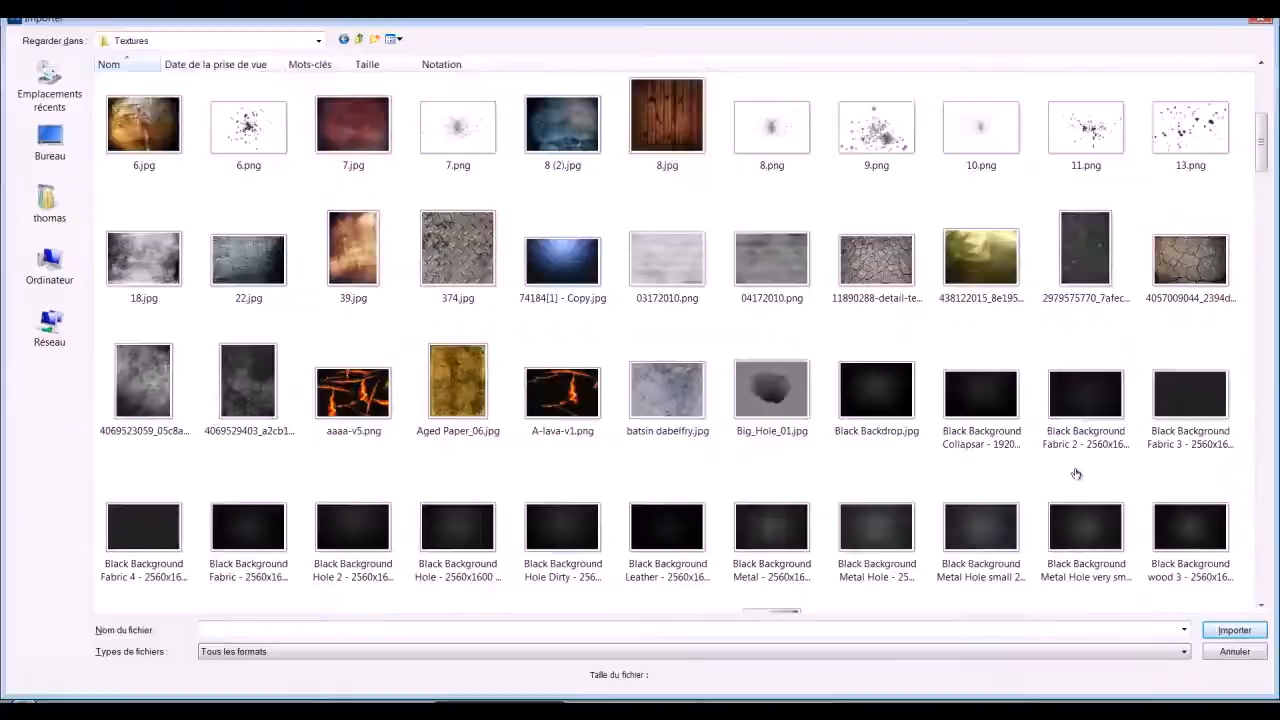 Importer
Regarder dans :
Textures
Nom
Date de la prise de vue
Mots-clés
Taille
Notation
Emplacements
récents
Bureau
thomas
Ordinateur
Réseau
6.jpg
6.png
7.jpg
7.png
8 (2).jpg
8.jpg
8.png
9.png
10.png
11.png
13.png
18.jpg
22.jpg
39.jpg
374.jpg
74184[1] - Copy.jpg
03172010.png
04172010.png
11890288-detail-te...
438122015_8e195...
2979575770_7afec...
4057009044_2394d...
4069523059_05c8a...
4069529403_a2cb1...
aaaa-v5.png
Aged Paper_06.jpg
A-lava-v1.png
batsin dabelfry.jpg
Big_Hole_01.jpg
Black Backdrop.jpg
Black Background
Collapsar - 1920...
Black Background
Fabric 2 - 2560x16...
Black Background
Fabric 3 - 2560x16...
Black Background
Fabric 4 - 2560x16...
Black Background
Fabric - 2560x16...
Black Background
Hole 2 - 2560x16...
Black Background
Hole - 2560x1600 ...
Black Background
Hole Dirty - 256...
Black Background
Leather - 2560x16...
Black Background
Metal - 2560x16...
Black Background
Metal Hole - 25...
Black Background
Metal Hole small 2...
Black Background
Metal Hole very sm...
Black Background
wood 3 - 2560x16...
Nom du fichier
Importer
Types de fichiers :
Tous les formats
Annuler
Taille du fichier :